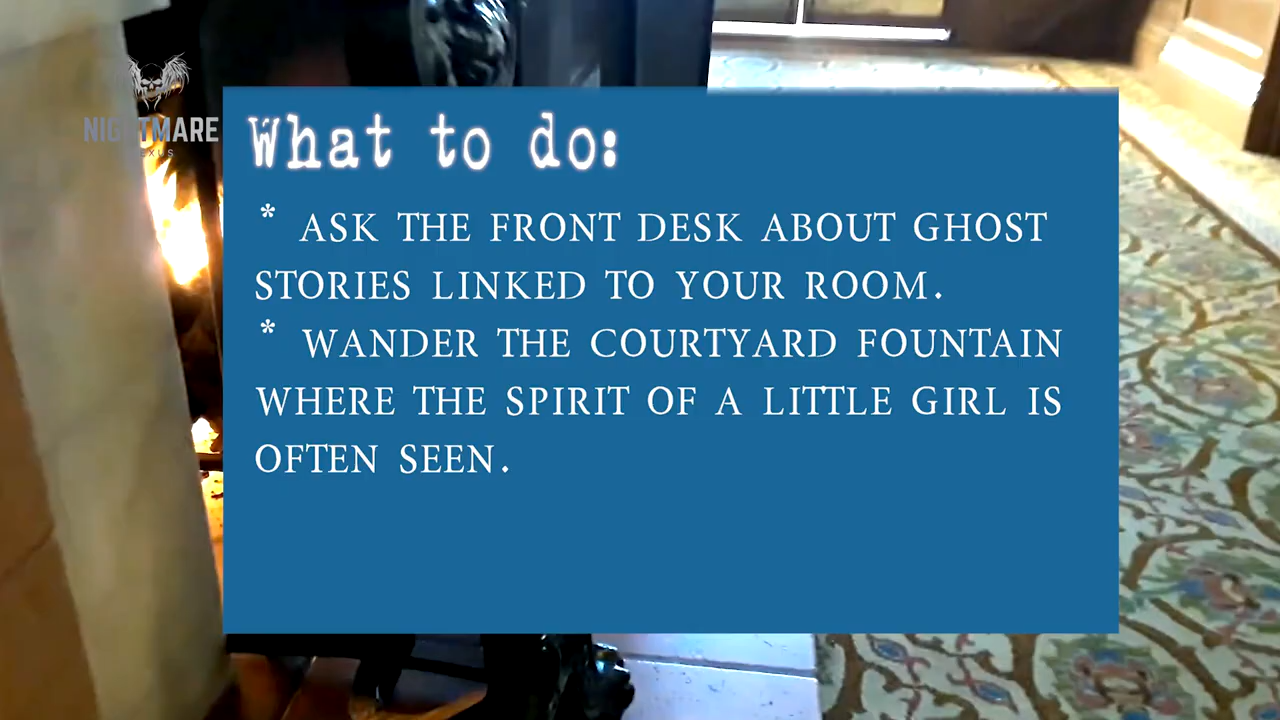 NIGHTMARE
What to do:
* ASK THE FRONT DESK ABOUT GHOST
STORIES LINKED TO YOUR ROOM.
* WANDER THE COURTYARD FOUNTAIN
WHERE THE SPIRIT OF A LITTLE GIRL IS
OFTEN SEEN.